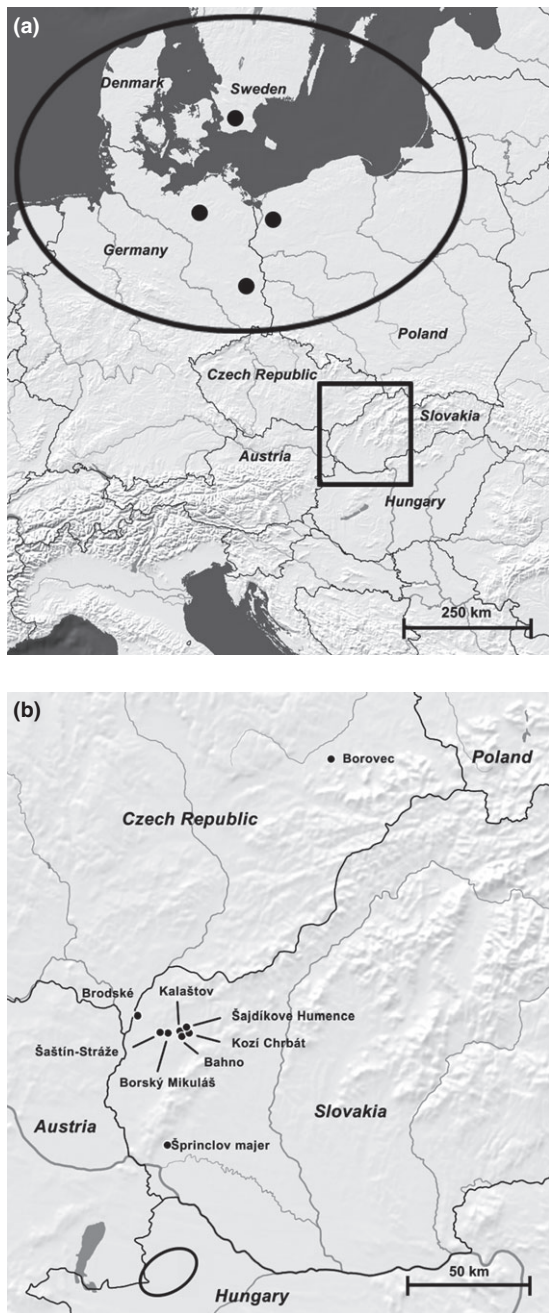 (a)
Denmark
Sweden
Germany
Poland
Czech Republic
Slovakia
Austria
Hungary
250 km
(b)
Borovec
Poland
Czech Republic
Kalaštov
Brodské
Šajdíkove Humence
Šaštín-Stráže
Kozí Chrbát
Bahno
Borský Mikuláš
Slovakia
Austria
Šprinclov majer
50 km
Hungary